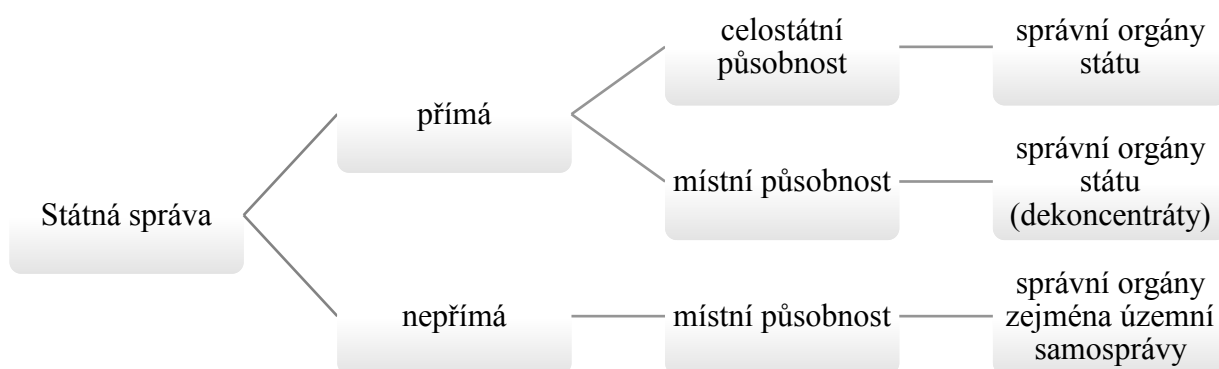 celostátní
působnost
správní orgány
státu
přímá
místní působnost
správní orgány
státu
(dekoncentráty)
Státná správa
nepřímá
místní působnost
správní orgány
zejména územní
samosprávy